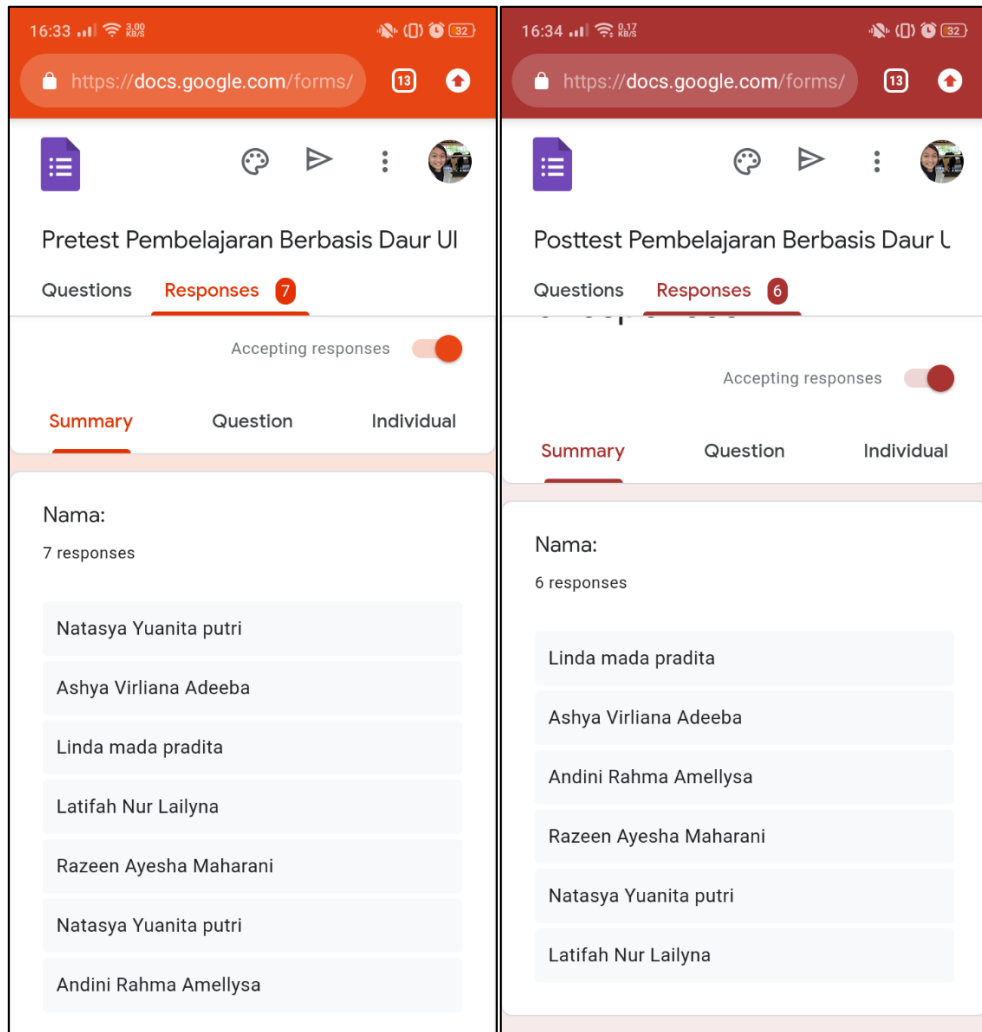 16:33 3.00 KB/S 32
https://docs.google.com/forms/ 13
Pretest Pembelajaran Berbasis Daur Ul
Questions Responses 7
Accepting responses
Summary Question Individual
Nama:
7 responses
Natasya Yuanita putri
Ashya Virliana Adeeba
Linda mada pradita
Latifah Nur Lailyna
Razeen Ayesha Maharani
Natasya Yuanita putri
Andini Rahma Amellysa
16:34 0.17 KB/S 32
https://docs.google.com/forms/ 13
Posttest Pembelajaran Berbasis Daur
Questions Responses 6
Accepting responses
Summary Question Individual
Nama:
6 responses
Linda mada pradita
Ashya Virliana Adeeba
Andini Rahma Amellysa
Razeen Ayesha Maharani
Natasya Yuanita putri
Latifah Nur Lailyna